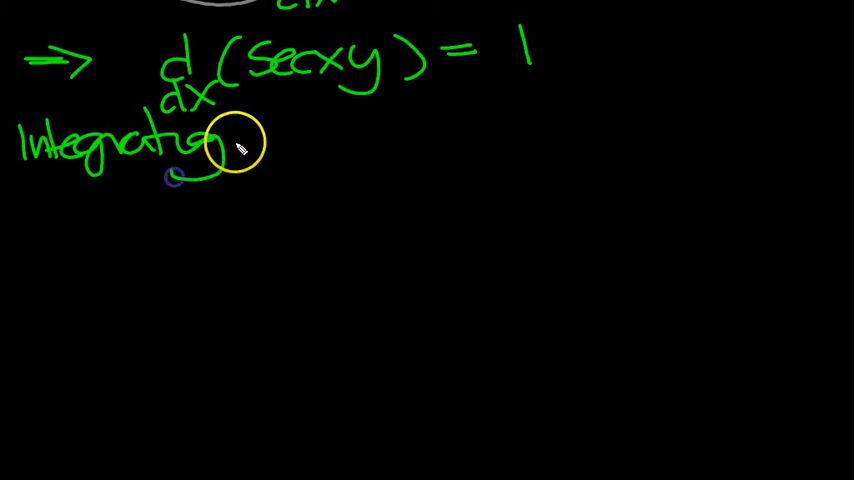 ⇒ d/dx (secxy) = 1
Integration